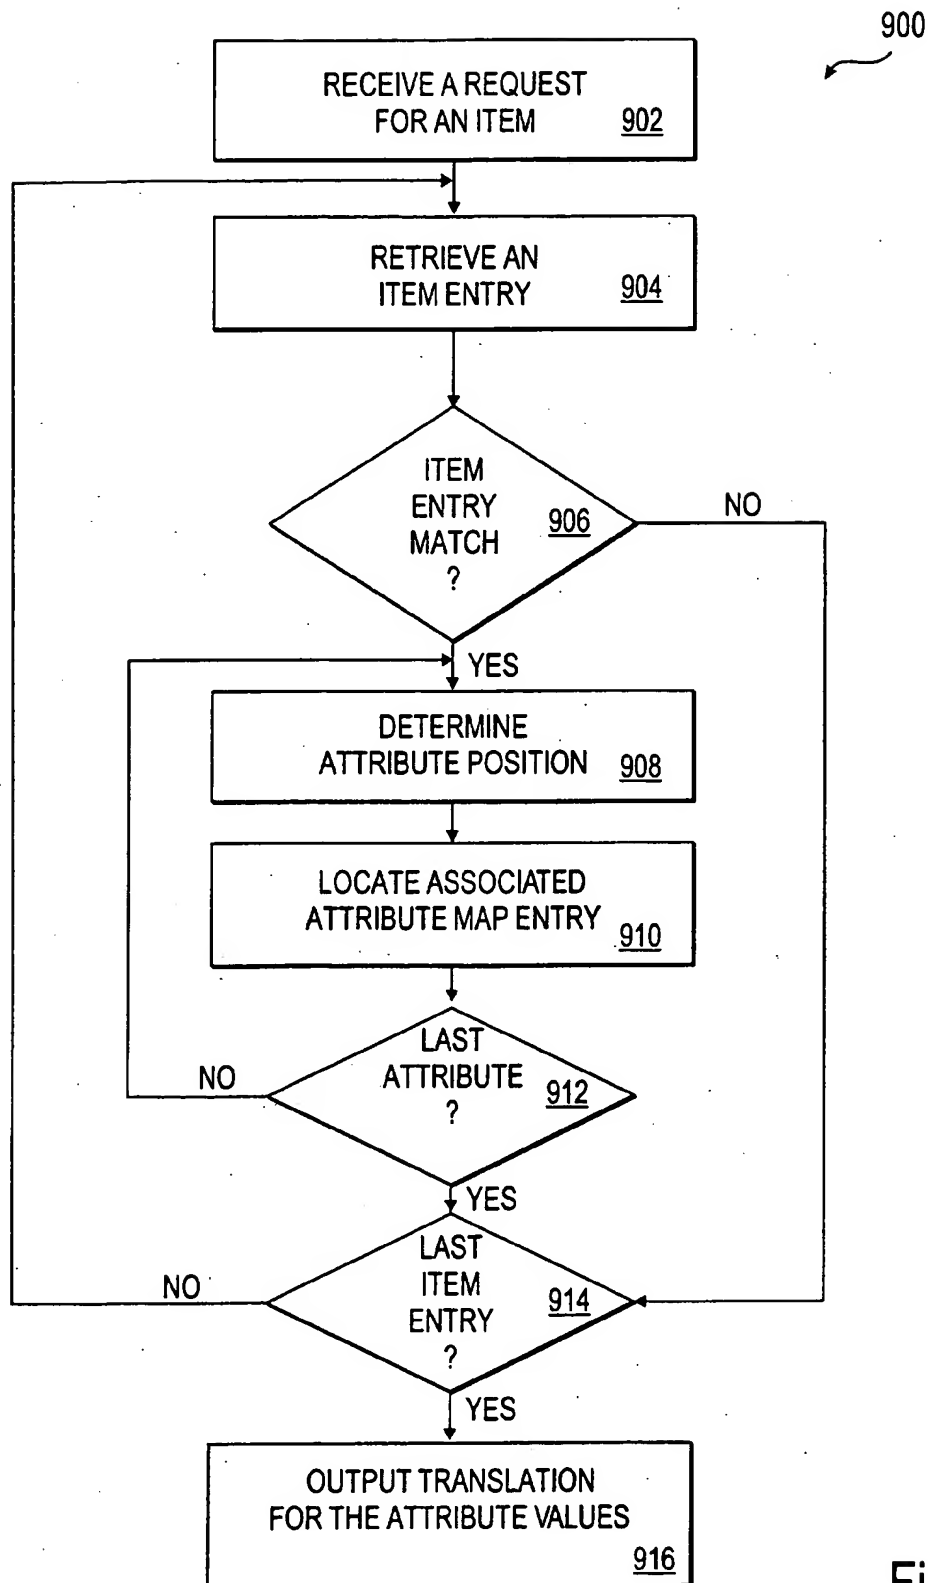 900
RECEIVE A REQUEST
FOR AN ITEM 902
RETRIEVE AN
ITEM ENTRY 904
ITEM
ENTRY 906
MATCH
?
NO
YES
DETERMINE
ATTRIBUTE POSITION 908
LOCATE ASSOCIATED
ATTRIBUTE MAP ENTRY 910
LAST
ATTRIBUTE 912
?
NO
YES
LAST
ITEM
ENTRY 914
?
NO
YES
OUTPUT TRANSLATION
FOR THE ATTRIBUTE VALUES
916